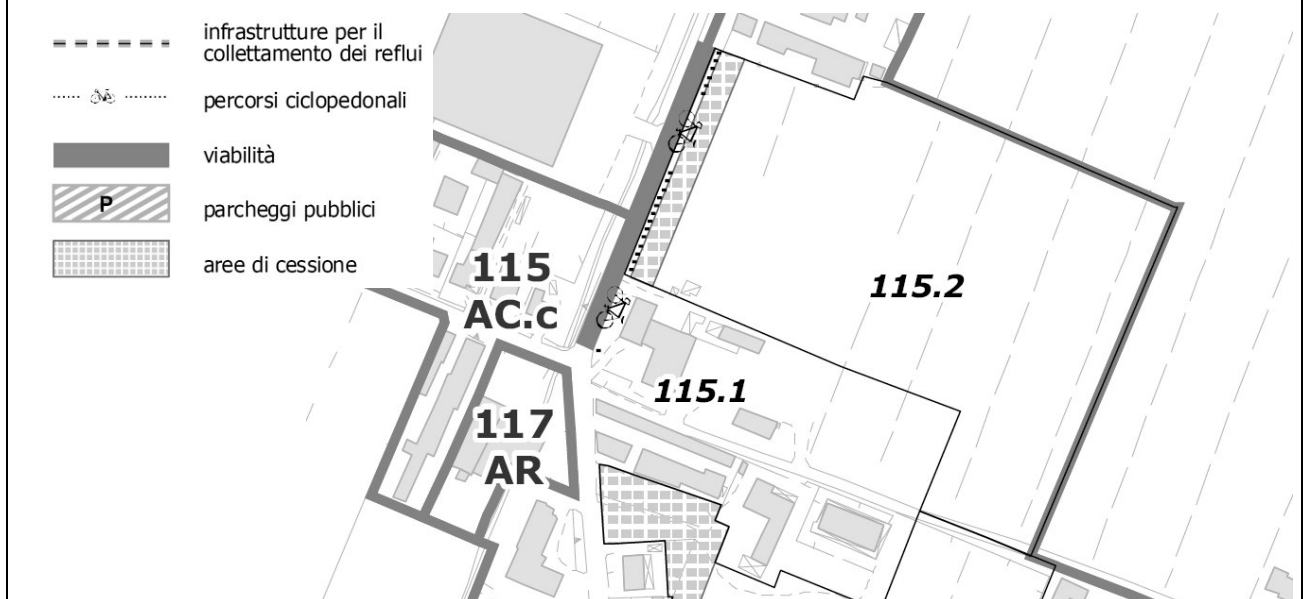 infrastrutture per il
collettamento dei reflui
percorsi ciclopedonali
viabilità
P
parcheggi pubblici
aree di cessione
115
AC.c
115.2
115.1
117
AR